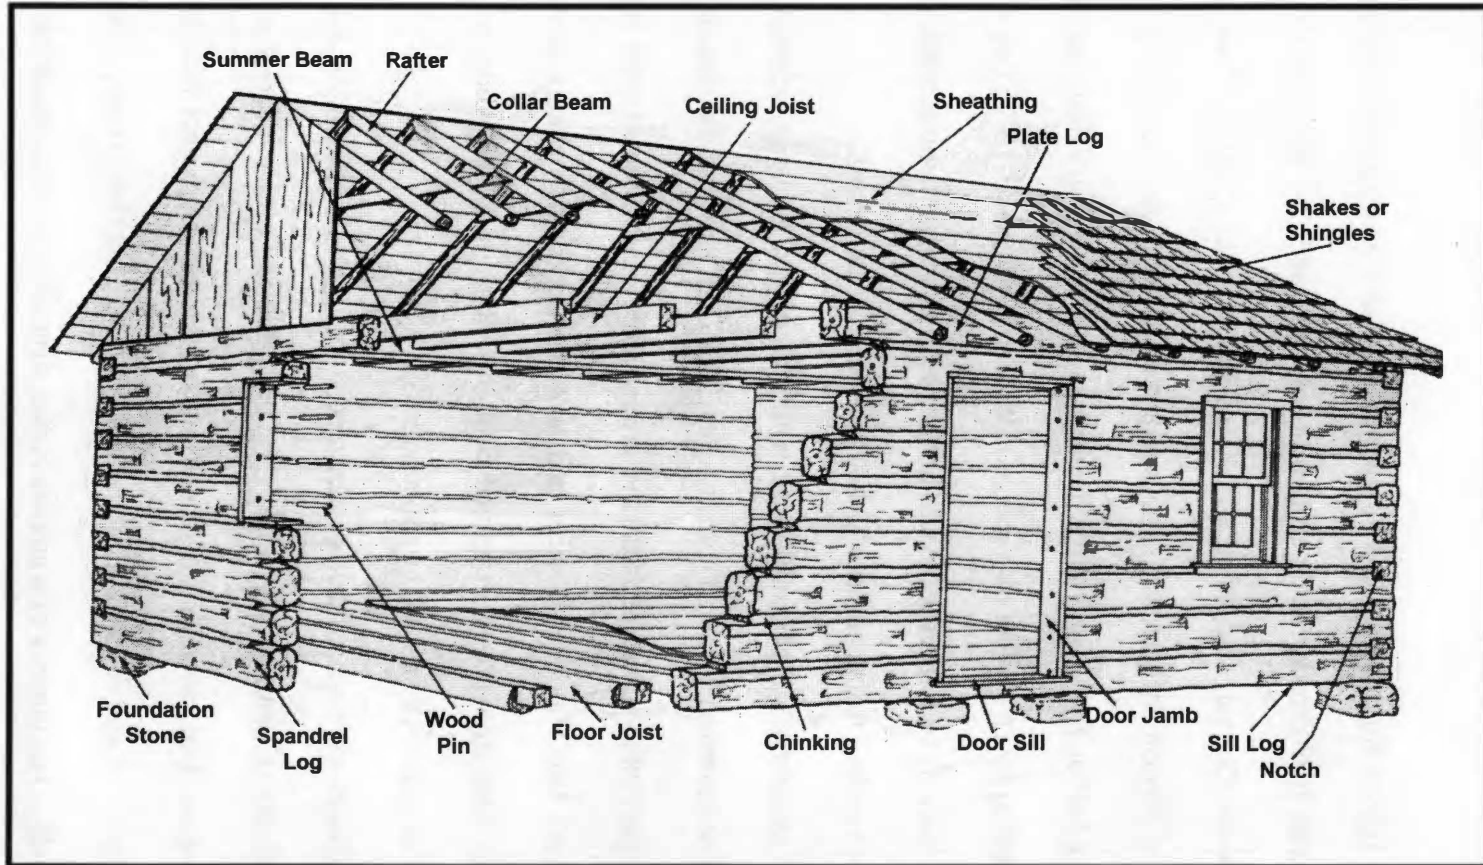 Summer Beam
Rafter
Collar Beam
Ceiling Joist
Sheathing
Plate Log
Shakes or
Shingles
Foundation
Stone
Spandrel
Log
Wood
Pin
Floor Joist
Chinking
Door Sill
Door Jamb
Sill Log
Notch